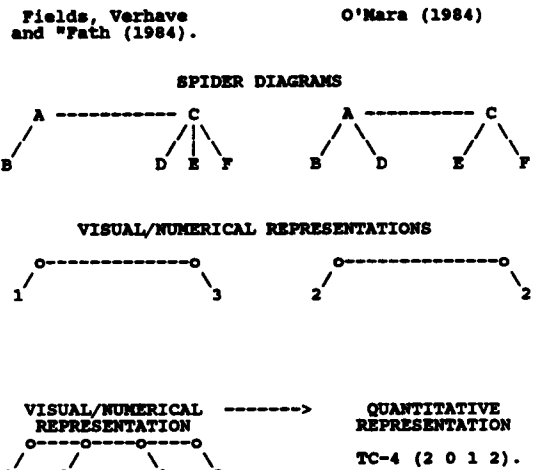 Fields, Verhave
and "Fath (1984).
O'Mara (1984)
SPIDER DIAGRAMS
A C A C
B D E F B D E F
VISUAL/NUMERICAL REPRESENTATIONS
1 3 2 2
VISUAL/NUMERICAL -------> QUANTITATIVE
REPRESENTATION REPRESENTATION
TC-4 (2 0 1 2).